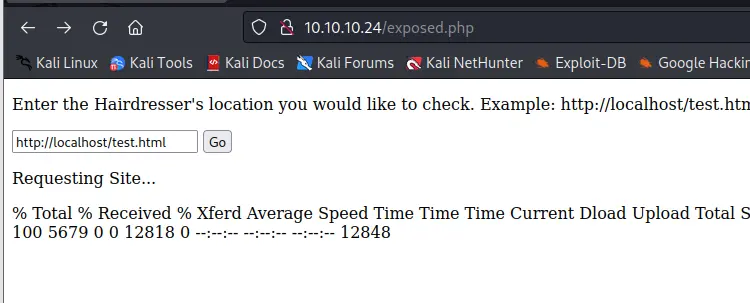 10.10.10.24/exposed.php
Kali Linux Kali Tools Kali Docs Kali Forums Kali NetHunter Exploit-DB Google Hackin
Enter the Hairdresser's location you would like to check. Example: http://localhost/test.htm
http://localhost/test.html Go
Requesting Site...
% Total % Received % Xferd Average Speed Time Time Time Current Dload Upload Total S
100 5679 0 0 12818 0 --:--:-- --:--:-- --:--:-- 12848